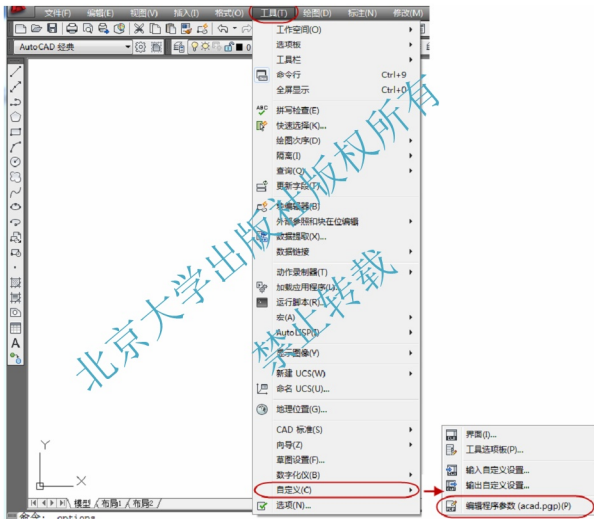 文件(F) 编辑(E) 视图(V) 插入(I) 格式(O) 工具(T) 绘图(D) 标注(N) 修改(M)
AutoCAD 经典
工作空间(O)
选项板
工具栏
命令行 Ctrl+9
全屏显示 Ctrl+0
拼写检查(E)
快速选择(K)...
绘图次序(D)
隔离(I)
查询(Q)
更新字段(F)
块编辑器(B)
外部参照和块在位编辑
数据提取(X)...
数据链接
动作录制器(T)
加载应用程序(L)...
运行脚本(R)...
宏(A)
AutoLISP(I)
显示图像(Y)
新建 UCS(W)
命名 UCS(U)...
地理位置(G)...
CAD 标准(S)
向导(Z)
草图设置(F)...
数字化仪(B)
自定义(C)
选项(N)...
界面(I)...
工具选项板(P)...
输入自定义设置...
输出自定义设置...
编辑程序参数 (acad.pgp)(P)
Y
X
模型 布局1 布局2
命令: options
北京大学出版社版权所有
禁止转载